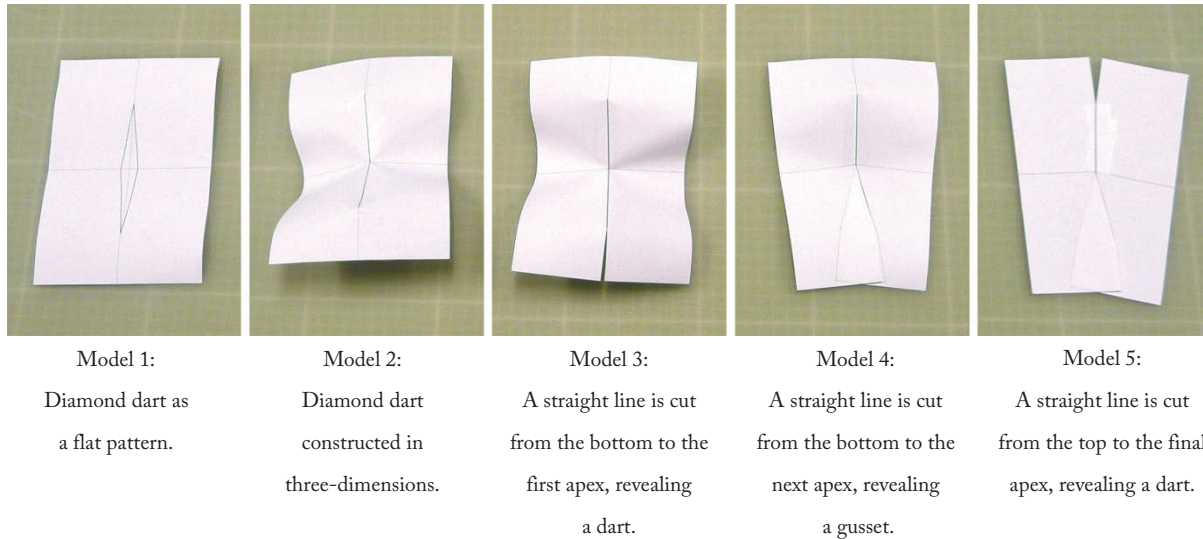 Model 1:
Diamond dart as
a flat pattern.
Model 2:
Diamond dart
constructed in
three-dimensions.
Model 3:
A straight line is cut
from the bottom to the
first apex, revealing
a dart.
Model 4:
A straight line is cut
from the bottom to the
next apex, revealing
a gusset.
Model 5:
A straight line is cut
from the top to the final
apex, revealing a dart.